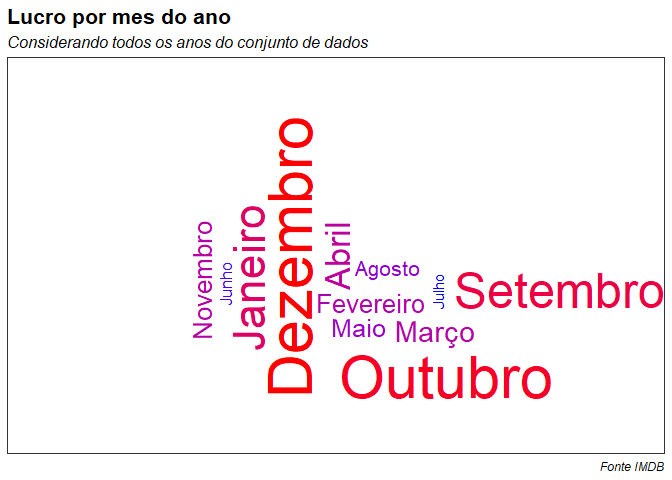 Lucro por mes do ano
Considerando todos os anos do conjunto de dados
Dezembro
Janeiro
Novembro
Junho
Abril
Agosto
Fevereiro
Julho
Setembro
Maio
Março
Outubro
Fonte IMDB